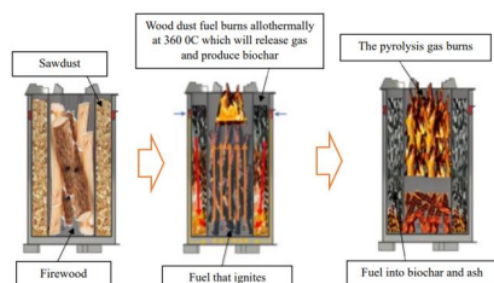 Wood dust fuel burns allothermally
at 360 0C which will release gas
and produce biochar
Sawdust
The pyrolysis gas burns
Firewood
Fuel that ignites
Fuel into biochar and ash